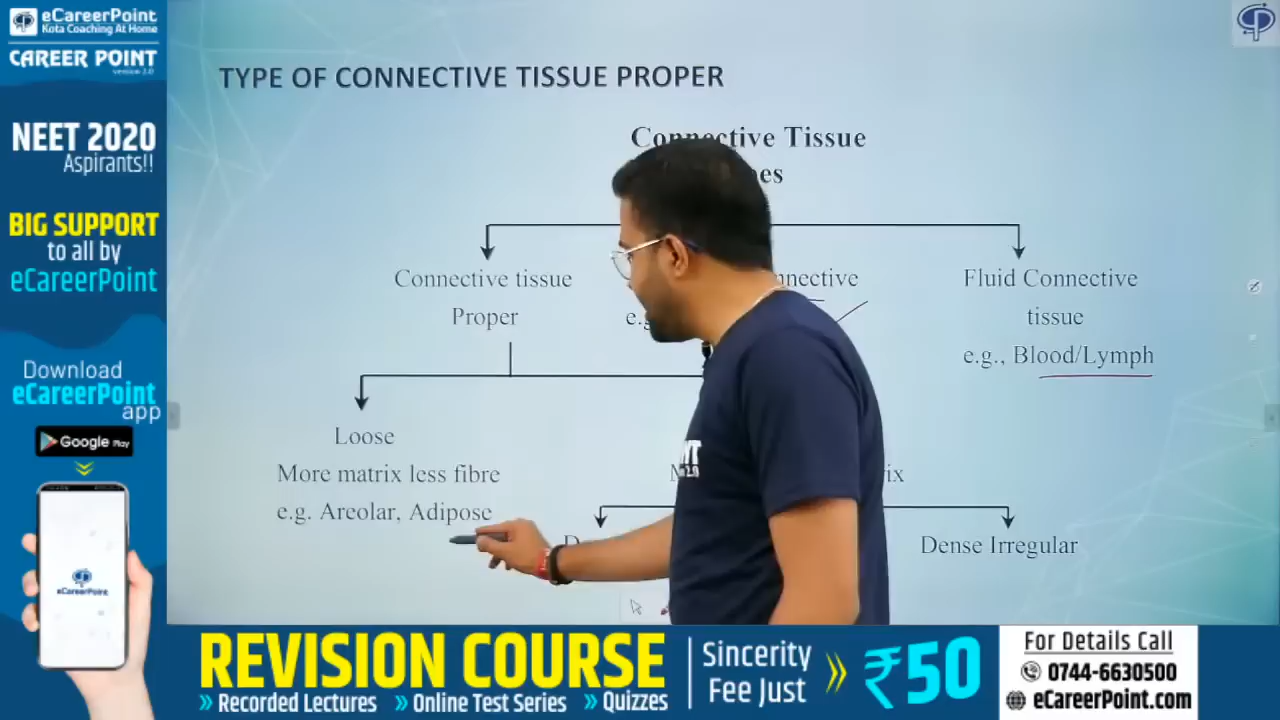 eCareerPoint
Kota Coaching At Home
CAREER POINT
version 2.0
NEET 2020
Aspirants!!
BIG SUPPORT
to all by
eCareerPoint
Download
eCareerPoint
app
Google Play
eCareerPoint
TYPE OF CONNECTIVE TISSUE PROPER
Connective Tissue
Connective tissue
Proper
Fluid Connective
tissue
e.g., Blood/Lymph
Loose
More matrix less fibre
e.g. Areolar, Adipose
Dense Irregular
REVISION COURSE
Recorded Lectures
Online Test Series
Quizzes
Sincerity
Fee Just
₹50
For Details Call
0744-6630500
eCareerPoint.com